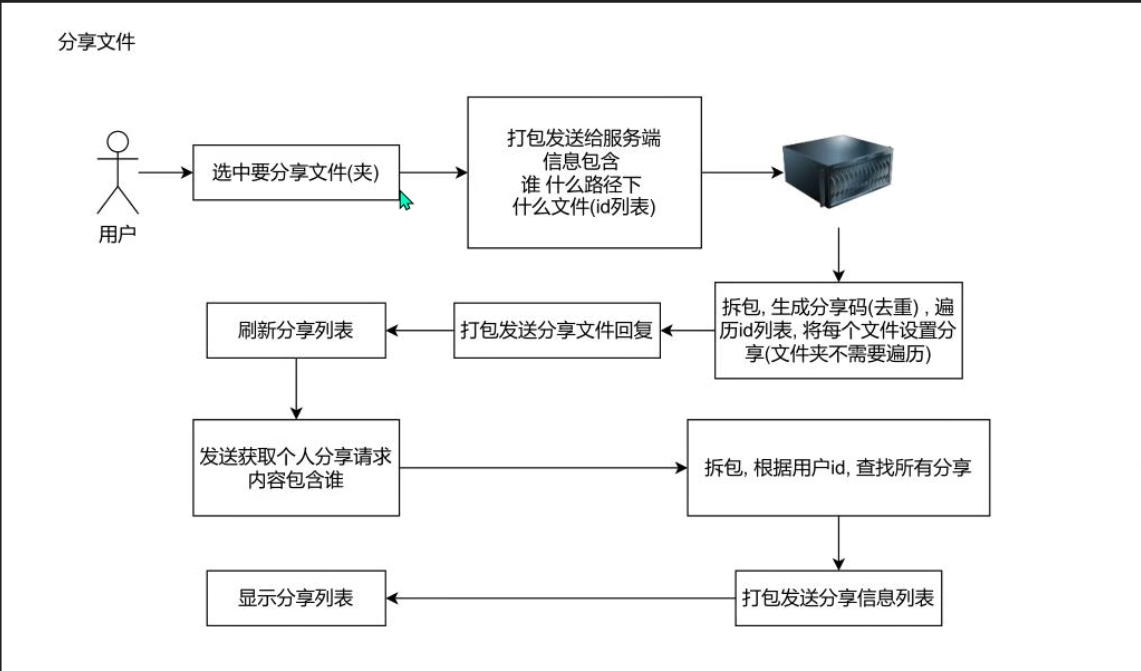 分享文件
选中要分享文件(夹)
用户
打包发送给服务端
信息包含
谁 什么路径下
什么文件(id列表)
拆包, 生成分享码(去重) , 遍
历id列表, 将每个文件设置分
享(文件夹不需要遍历)
打包发送分享文件回复
刷新分享列表
发送获取个人分享请求
内容包含谁
拆包, 根据用户id, 查找所有分享
打包发送分享信息列表
显示分享列表